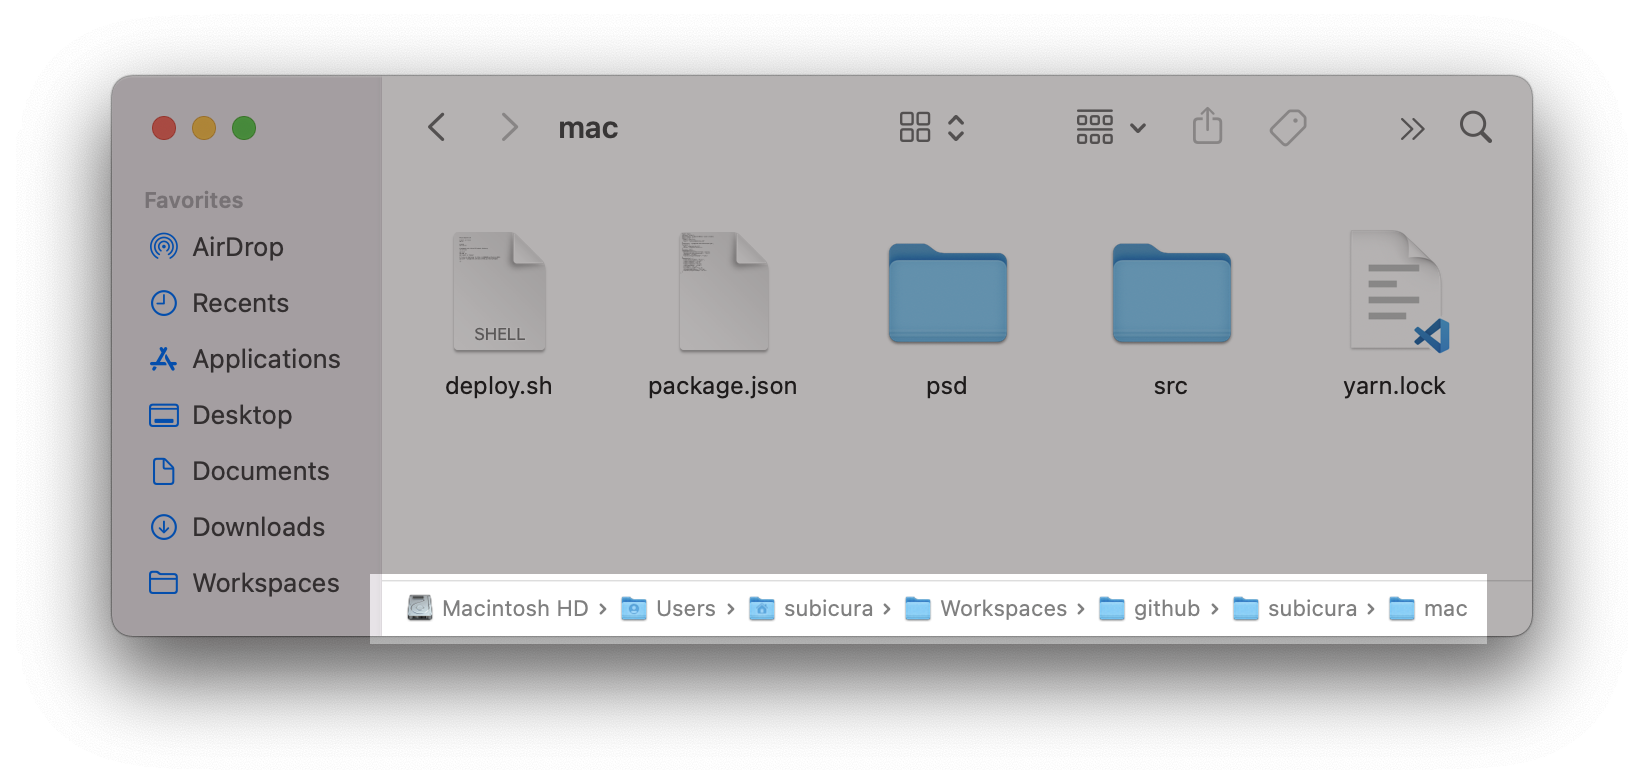 mac
Favorites
AirDrop
Recents
Applications
Desktop
Documents
Downloads
Workspaces
SHELL
deploy.sh
package.json
psd
src
yarn.lock
Macintosh HD › Users › subicura › Workspaces › github › subicura › mac